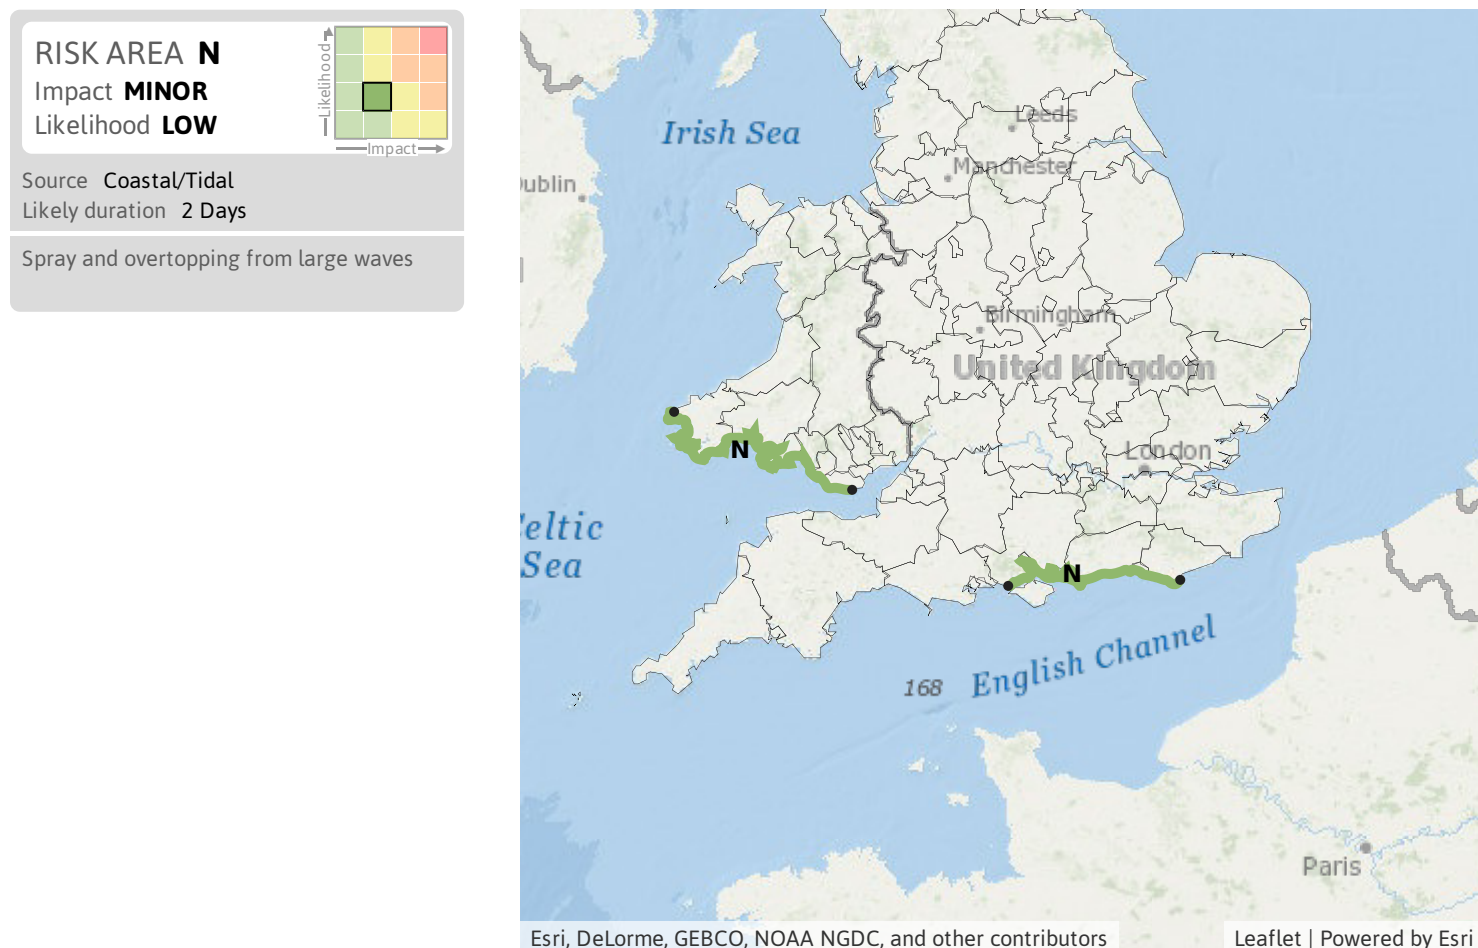 RISK AREA N
Impact MINOR
Likelihood LOW
Likelihood
Impact
Source Coastal/Tidal
Likely duration 2 Days
Spray and overtopping from large waves
Irish Sea
Leeds
Manchester
ublin
Birmingham
United Kingdom
N
London
eltic
Sea
N
English Channel
168
Paris
Esri, DeLorme, GEBCO, NOAA NGDC, and other contributors
Leaflet | Powered by Esri